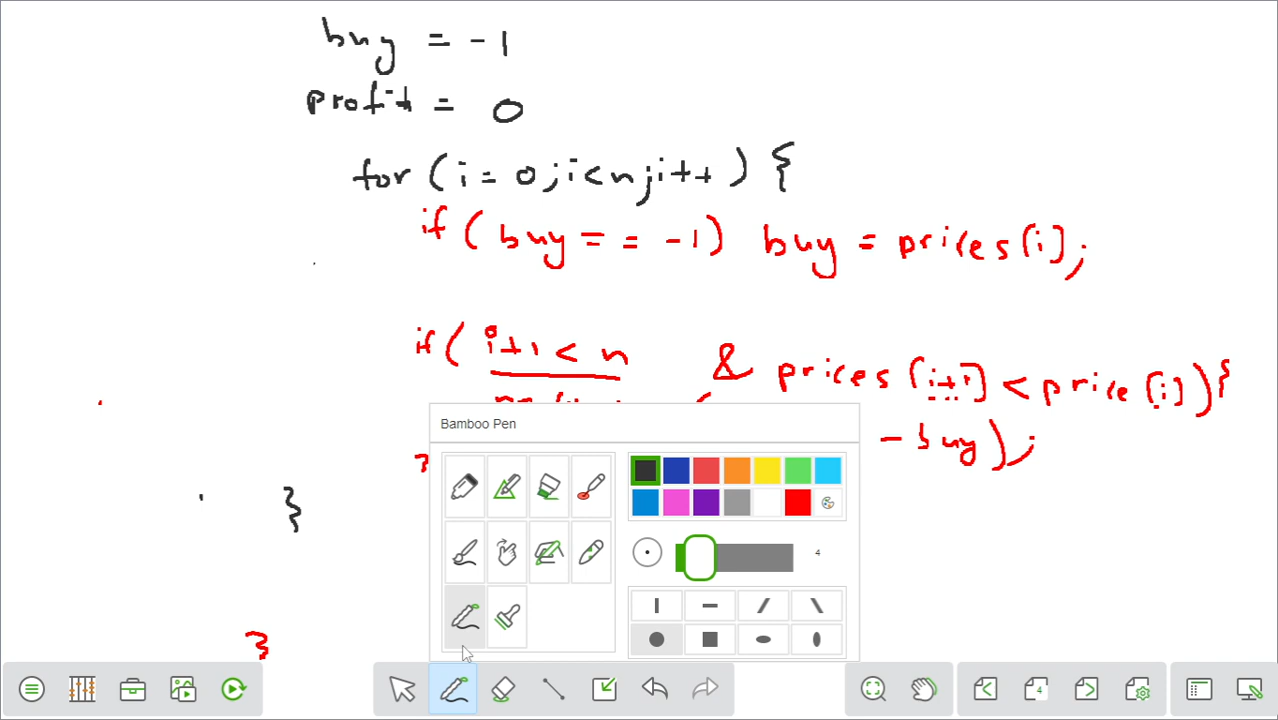 buy = -1
profit = 0
for (i = 0; i<n; i++) {
if (buy == -1) buy = prices[i];
if( i+1 < n & prices[i+1] < price[i]){
- buy);
}
}
}
Bamboo Pen
4
4